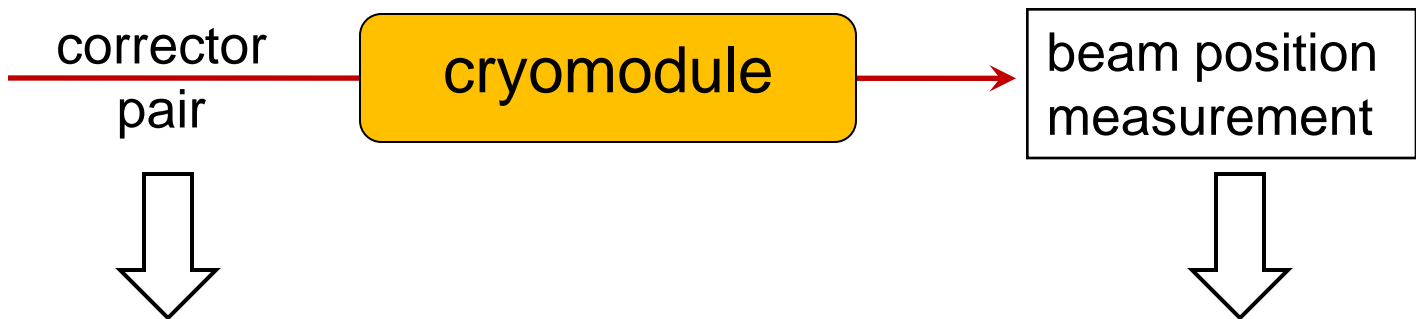 corrector
pair
cryomodule
beam position
measurement